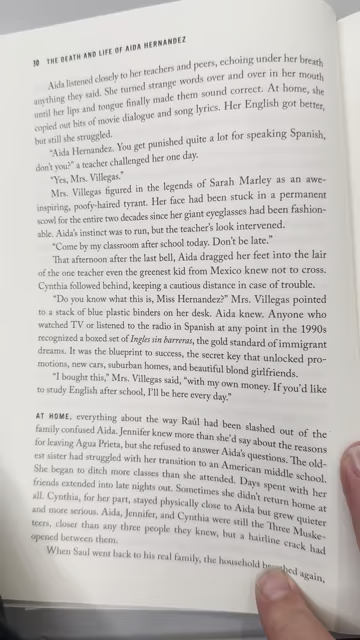 10 THE DEATH AND LIFE OF AIDA HERNANDEZ
Aida listened closely to her teachers and peers, echoing under her breath
anything they said. She turned strange words over and over in her mouth
until her lips and tongue finally made them sound correct. At home, she
copied out bits of movie dialogue and song lyrics. Her English got better,
but still she struggled.
"Aida Hernandez. You get punished quite a lot for speaking Spanish,
don't you?" a teacher challenged her one day.
"Yes, Mrs. Villegas."
Mrs. Villegas figured in the legends of Sarah Marley as an awe-
inspiring, poofy-haired tyrant. Her face had been stuck in a permanent
scowl for the entire two decades since her giant eyeglasses had been fashion-
able. Aida's instinct was to run, but the teacher's look intervened.
"Come by my classroom after school today. Don't be late."
That afternoon after the last bell, Aida dragged her feet into the lair
of the one teacher even the greenest kid from Mexico knew not to cross.
Cynthia followed behind, keeping a cautious distance in case of trouble.
"Do you know what this is, Miss Hernandez?" Mrs. Villegas pointed
to a stack of blue plastic binders on her desk. Aida knew. Anyone who
watched TV or listened to the radio in Spanish at any point in the 1990s
recognized a boxed set of Ingles sin barreras, the gold standard of immigrant
dreams. It was the blueprint to success, the secret key that unlocked pro-
motions, new cars, suburban homes, and beautiful blond girlfriends.
"I bought this," Mrs. Villegas said, "with my own money. If you'd like
to study English after school, I'll be here every day."
AT HOME, everything about the way Raúl had been slashed out of the
family confused Aida. Jennifer knew more than she'd say about the reasons
for leaving Agua Prieta, but she refused to answer Aida's questions. The old-
est sister had struggled with her transition to an American middle school.
She began to ditch more classes than she attended. Days spent with her
friends extended into late nights out. Sometimes she didn't return home at
all. Cynthia, for her part, stayed physically close to Aida but grew quieter
and more serious. Aida, Jennifer, and Cynthia were still the Three Muske-
teers, closer than any three people they knew, but a hairline crack had
opened between them.
When Saul went back to his real family, the household again,